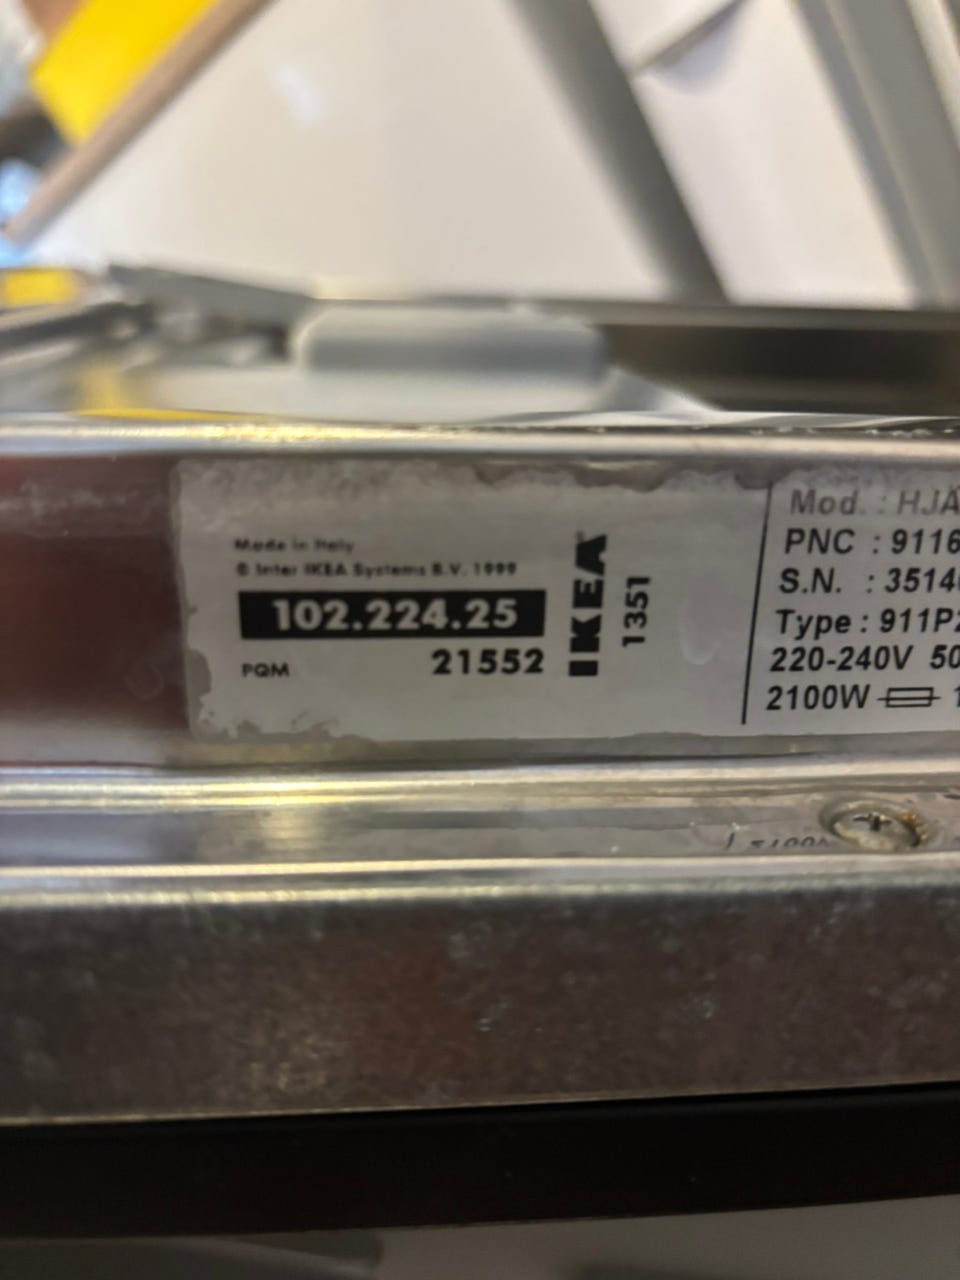 Made in Italy
© Inter IKEA Systems B.V. 1999
102.224.25
PQM 21552
IKEA
1351
Mod. : HJÄ
PNC : 9116
S.N. : 3514
Type : 911P2
220-240V 50
2100W